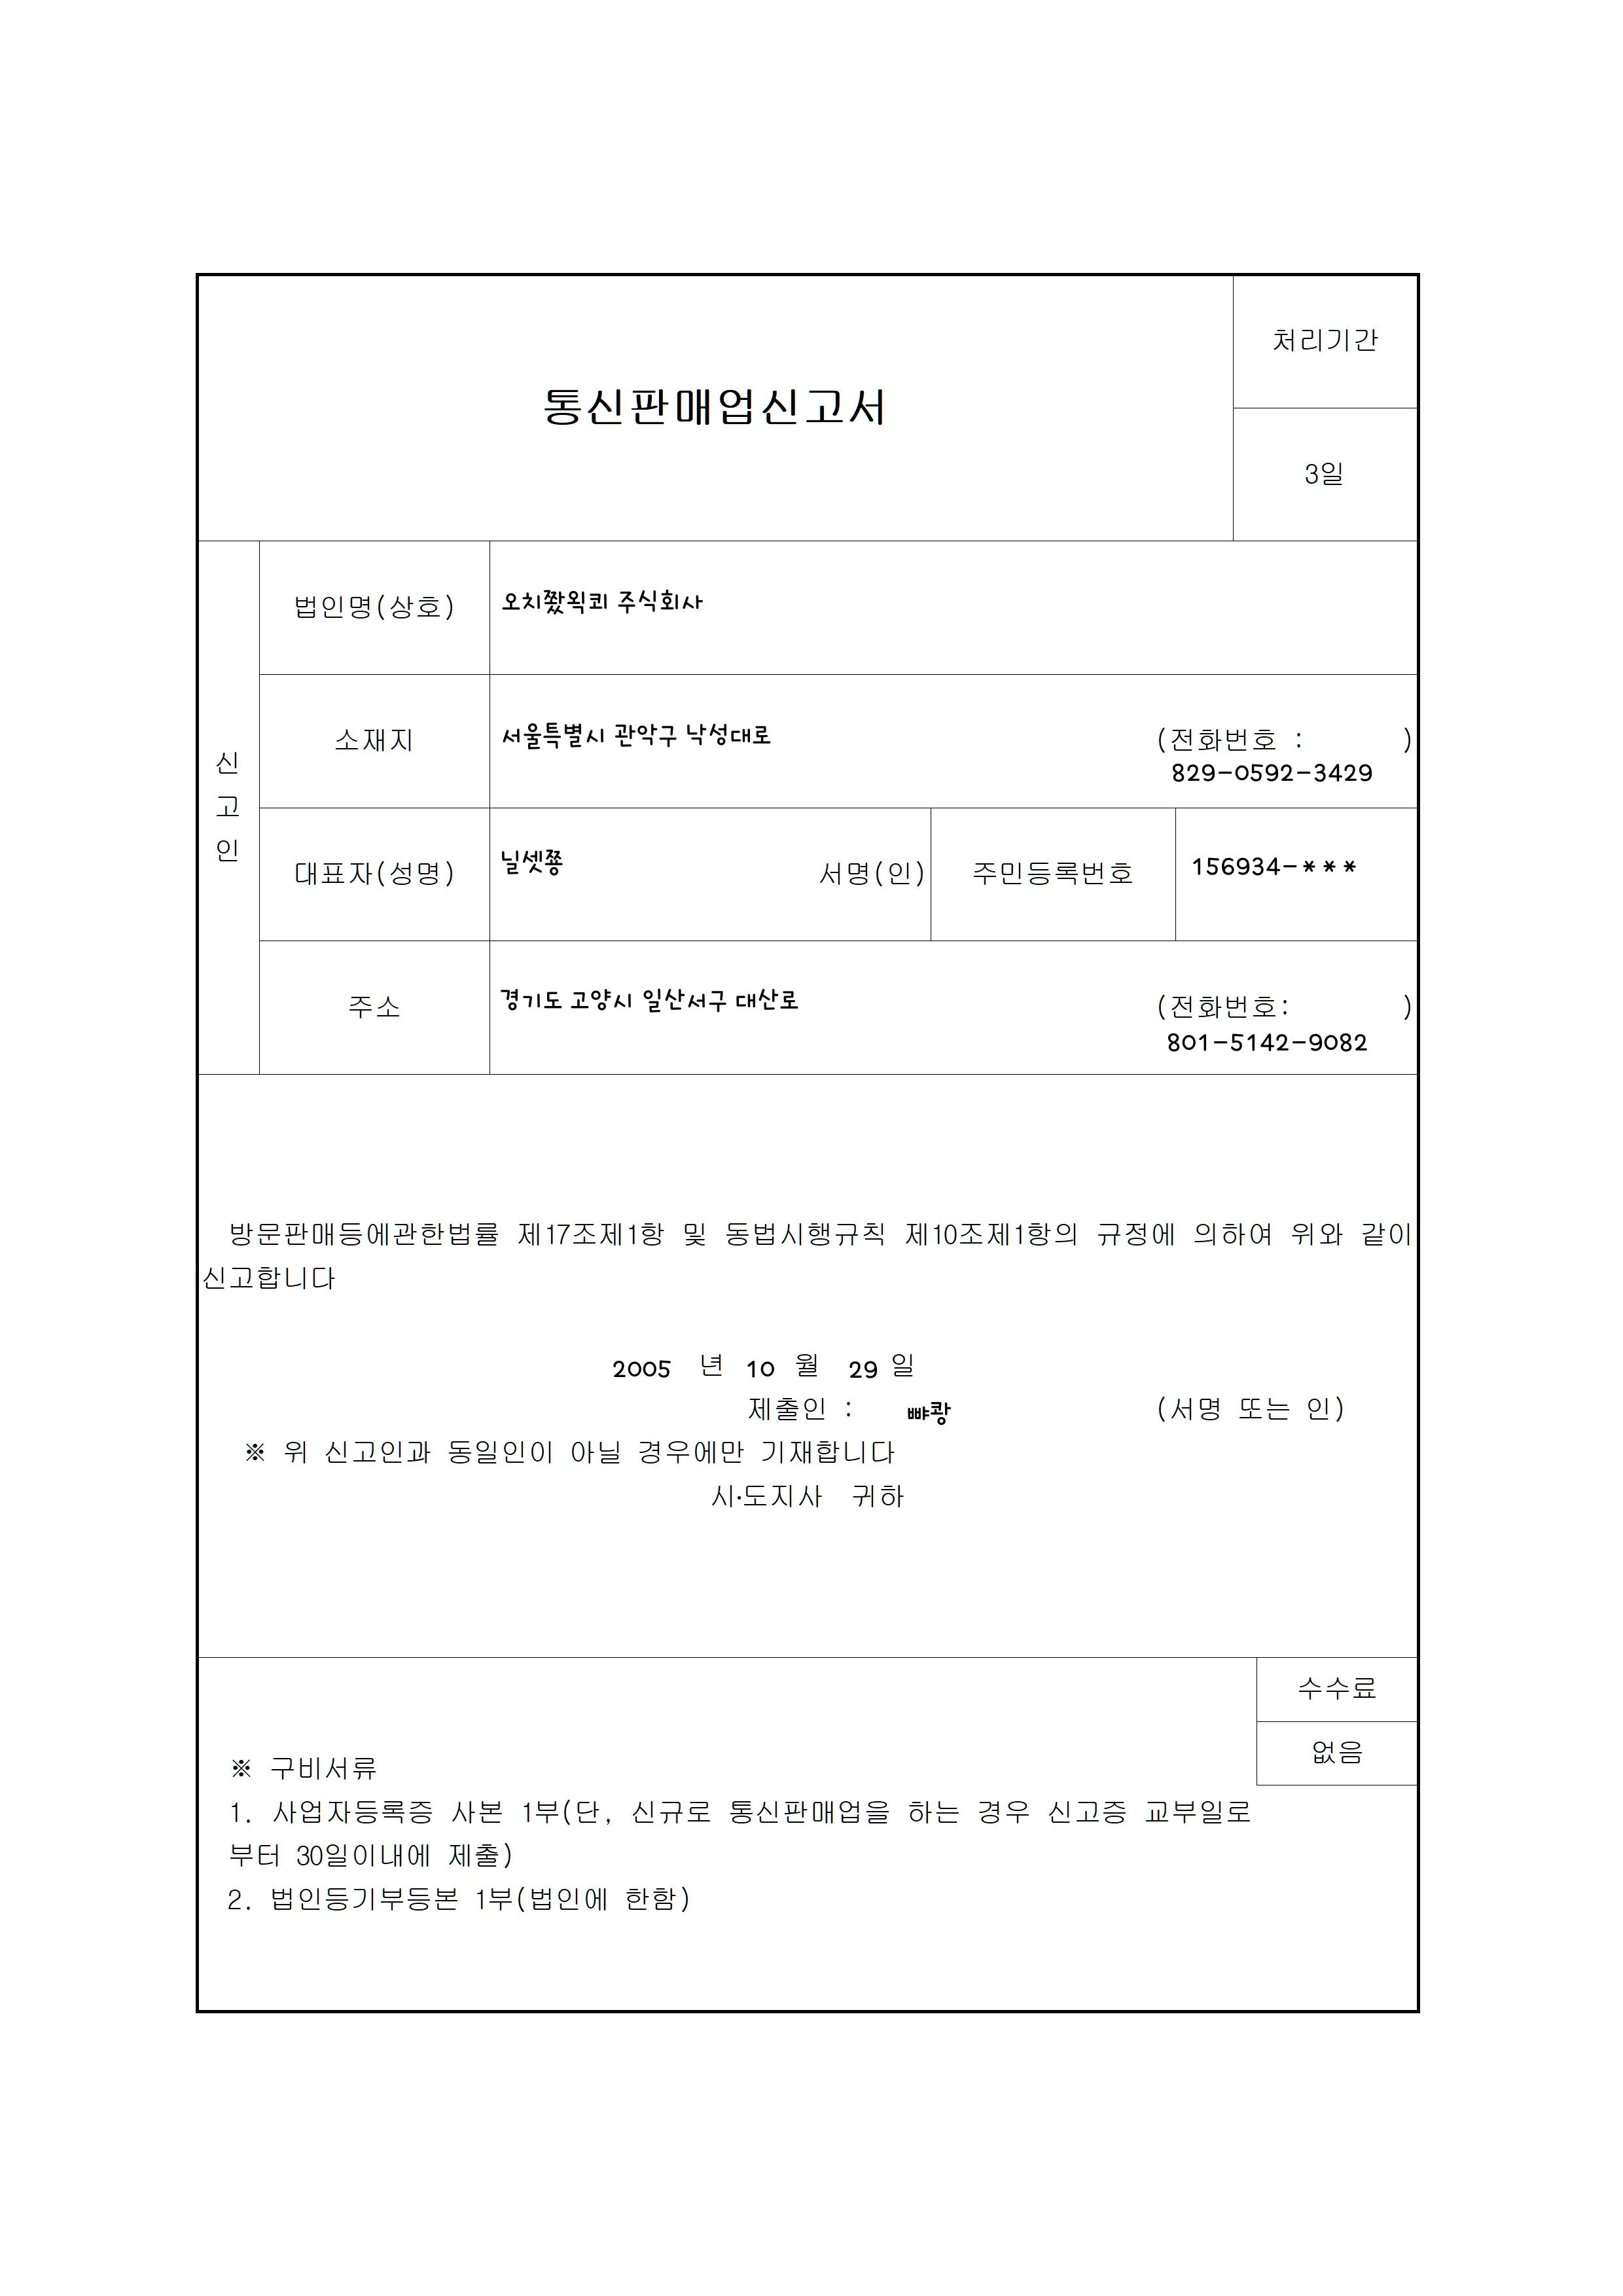 통신판매업신고서
처리기간
3일
신고인
법인명(상호)
오치쫬왹쾨 주식회사
소재지
서울특별시 관악구 낙성대로
(전화번호 : )
829-0592-3429
대표자(성명)
닐셋쭁
서명(인)
주민등록번호
156934-***
주소
경기도 고양시 일산서구 대산로
(전화번호: )
801-5142-9082
방문판매등에관한법률 제17조제1항 및 동법시행규칙 제10조제1항의 규정에 의하여 위와 같이
신고합니다
2005 년 10 월 29 일
제출인 : 뺘쾅 (서명 또는 인)
※ 위 신고인과 동일인이 아닐 경우에만 기재합니다
시·도지사 귀하
수수료
없음
※ 구비서류
1. 사업자등록증 사본 1부(단, 신규로 통신판매업을 하는 경우 신고증 교부일로
부터 30일이내에 제출)
2. 법인등기부등본 1부(법인에 한함)